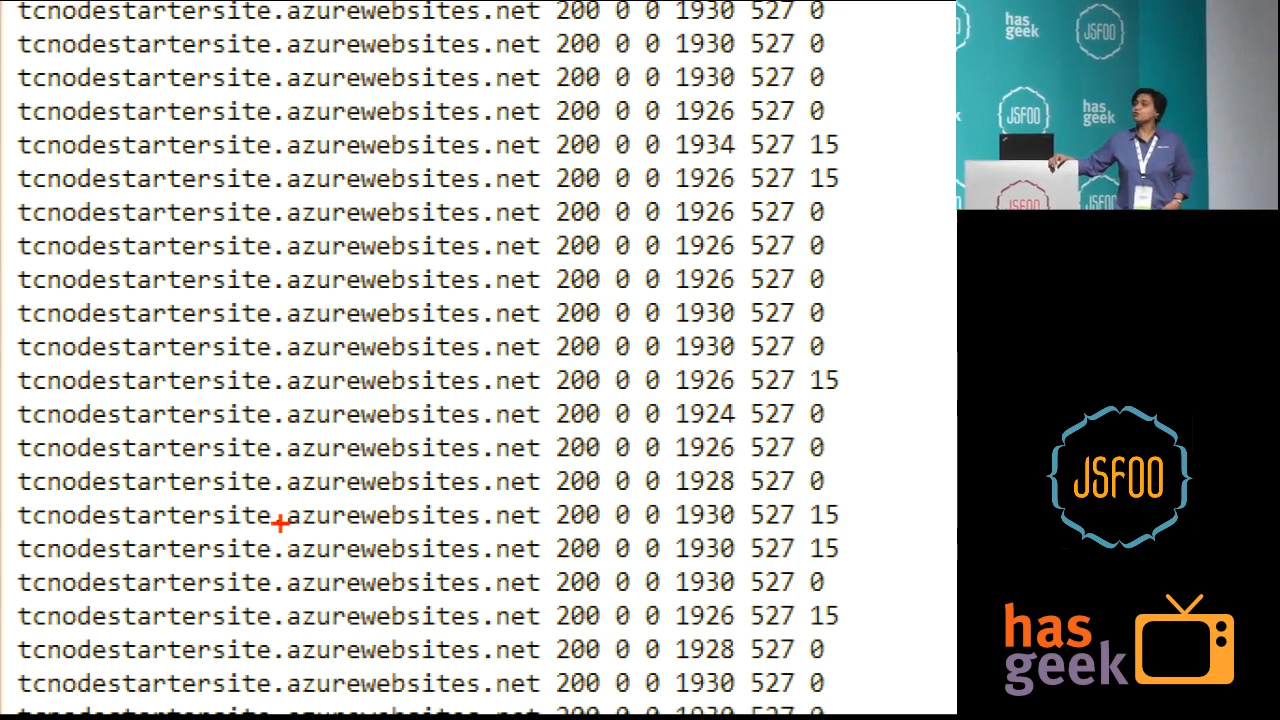 tcnodestartersite.azurewebsites.net 200 0 0 1930 527 0
tcnodestartersite.azurewebsites.net 200 0 0 1930 527 0
tcnodestartersite.azurewebsites.net 200 0 0 1930 527 0
tcnodestartersite.azurewebsites.net 200 0 0 1926 527 0
tcnodestartersite.azurewebsites.net 200 0 0 1934 527 15
tcnodestartersite.azurewebsites.net 200 0 0 1926 527 15
tcnodestartersite.azurewebsites.net 200 0 0 1926 527 0
tcnodestartersite.azurewebsites.net 200 0 0 1926 527 0
tcnodestartersite.azurewebsites.net 200 0 0 1926 527 0
tcnodestartersite.azurewebsites.net 200 0 0 1930 527 0
tcnodestartersite.azurewebsites.net 200 0 0 1930 527 0
tcnodestartersite.azurewebsites.net 200 0 0 1926 527 15
tcnodestartersite.azurewebsites.net 200 0 0 1924 527 0
tcnodestartersite.azurewebsites.net 200 0 0 1926 527 0
tcnodestartersite.azurewebsites.net 200 0 0 1928 527 0
tcnodestartersite.azurewebsites.net 200 0 0 1930 527 15
tcnodestartersite.azurewebsites.net 200 0 0 1930 527 15
tcnodestartersite.azurewebsites.net 200 0 0 1930 527 0
tcnodestartersite.azurewebsites.net 200 0 0 1926 527 15
tcnodestartersite.azurewebsites.net 200 0 0 1928 527 0
tcnodestartersite.azurewebsites.net 200 0 0 1930 527 0
has
geek
JSFOO
JSFOO
has
geek
JSFOO
JSFOO
JSFOO
has
geek